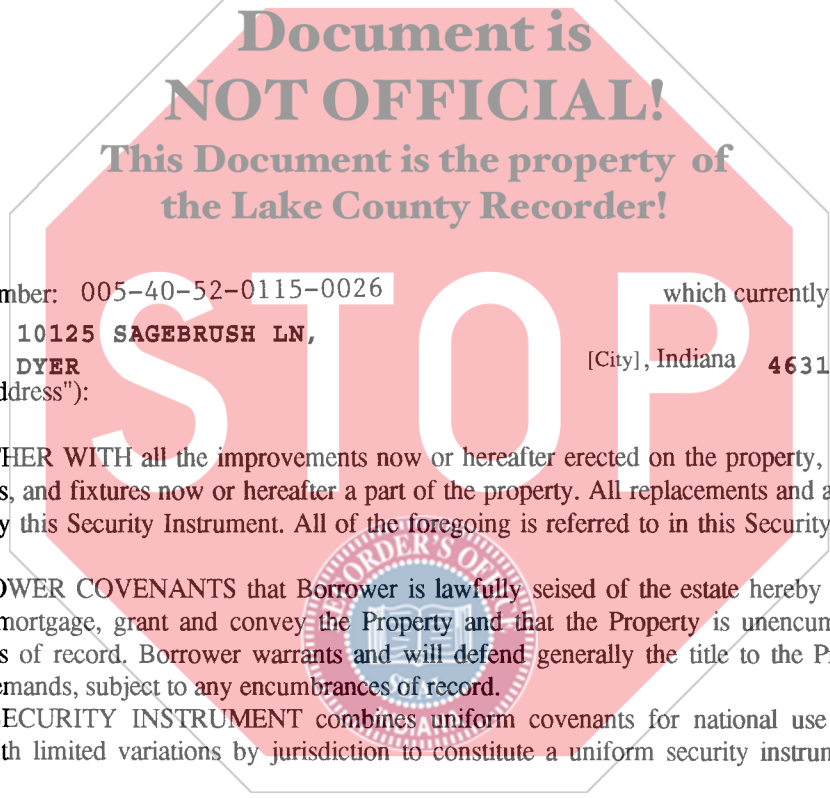 Document is
NOT OFFICIAL!
This Document is the property of
the Lake County Recorder!
STOP
mber: 005-40-52-0115-0026 which currently
10125 SAGEBRUSH LN,
DYER [City], Indiana 4631
ddress"):
HER WITH all the improvements now or hereafter erected on the property,
s, and fixtures now or hereafter a part of the property. All replacements and a
y this Security Instrument. All of the foregoing is referred to in this Security
OWER COVENANTS that Borrower is lawfully seised of the estate hereby
mortgage, grant and convey the Property and that the Property is unencum
s of record. Borrower warrants and will defend generally the title to the P
emands, subject to any encumbrances of record.
ECURITY INSTRUMENT combines uniform covenants for national use
th limited variations by jurisdiction to constitute a uniform security instrum